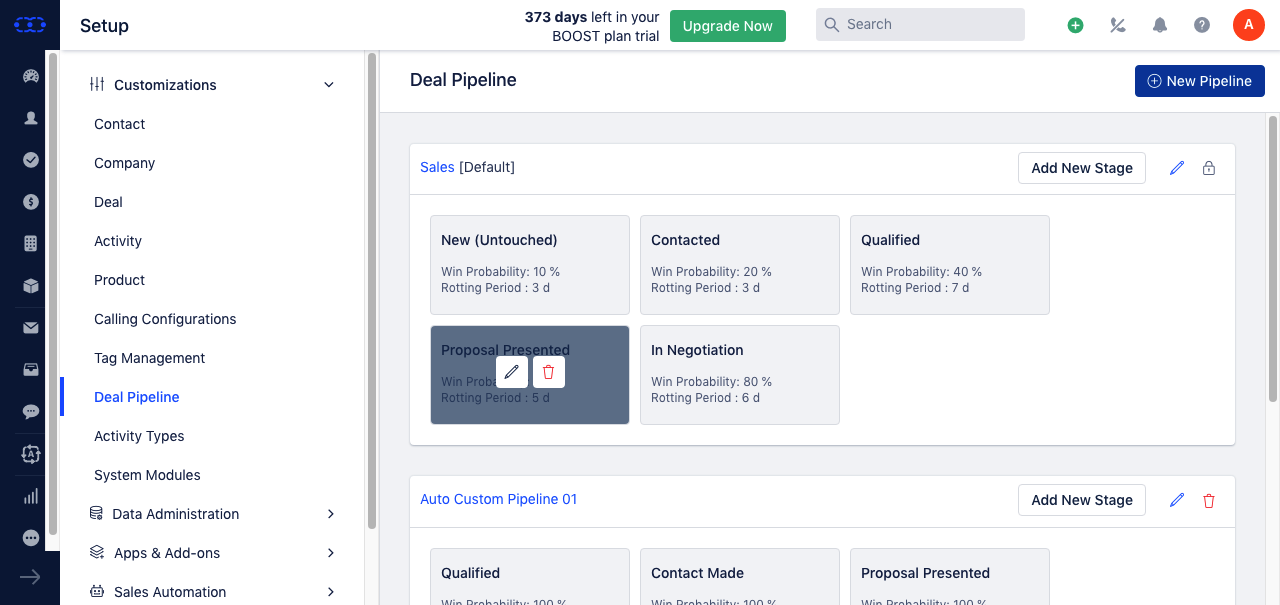 Setup
373 days left in your
BOOST plan trial
Upgrade Now
Search
A
Customizations
Contact
Company
Deal
Activity
Product
Calling Configurations
Tag Management
Deal Pipeline
Activity Types
System Modules
Data Administration
Apps & Add-ons
Sales Automation
Deal Pipeline
New Pipeline
Sales [Default]
Add New Stage
New (Untouched)
Win Probability: 10 %
Rotting Period : 3 d
Contacted
Win Probability: 20 %
Rotting Period : 3 d
Qualified
Win Probability: 40 %
Rotting Period : 7 d
Proposal Presented
Win Proba
Rotting Period : 5 d
In Negotiation
Win Probability: 80 %
Rotting Period : 6 d
Auto Custom Pipeline 01
Add New Stage
Qualified
Win Probability: 100 %
Contact Made
Win Probability: 100 %
Proposal Presented
Win Probability: 100 %